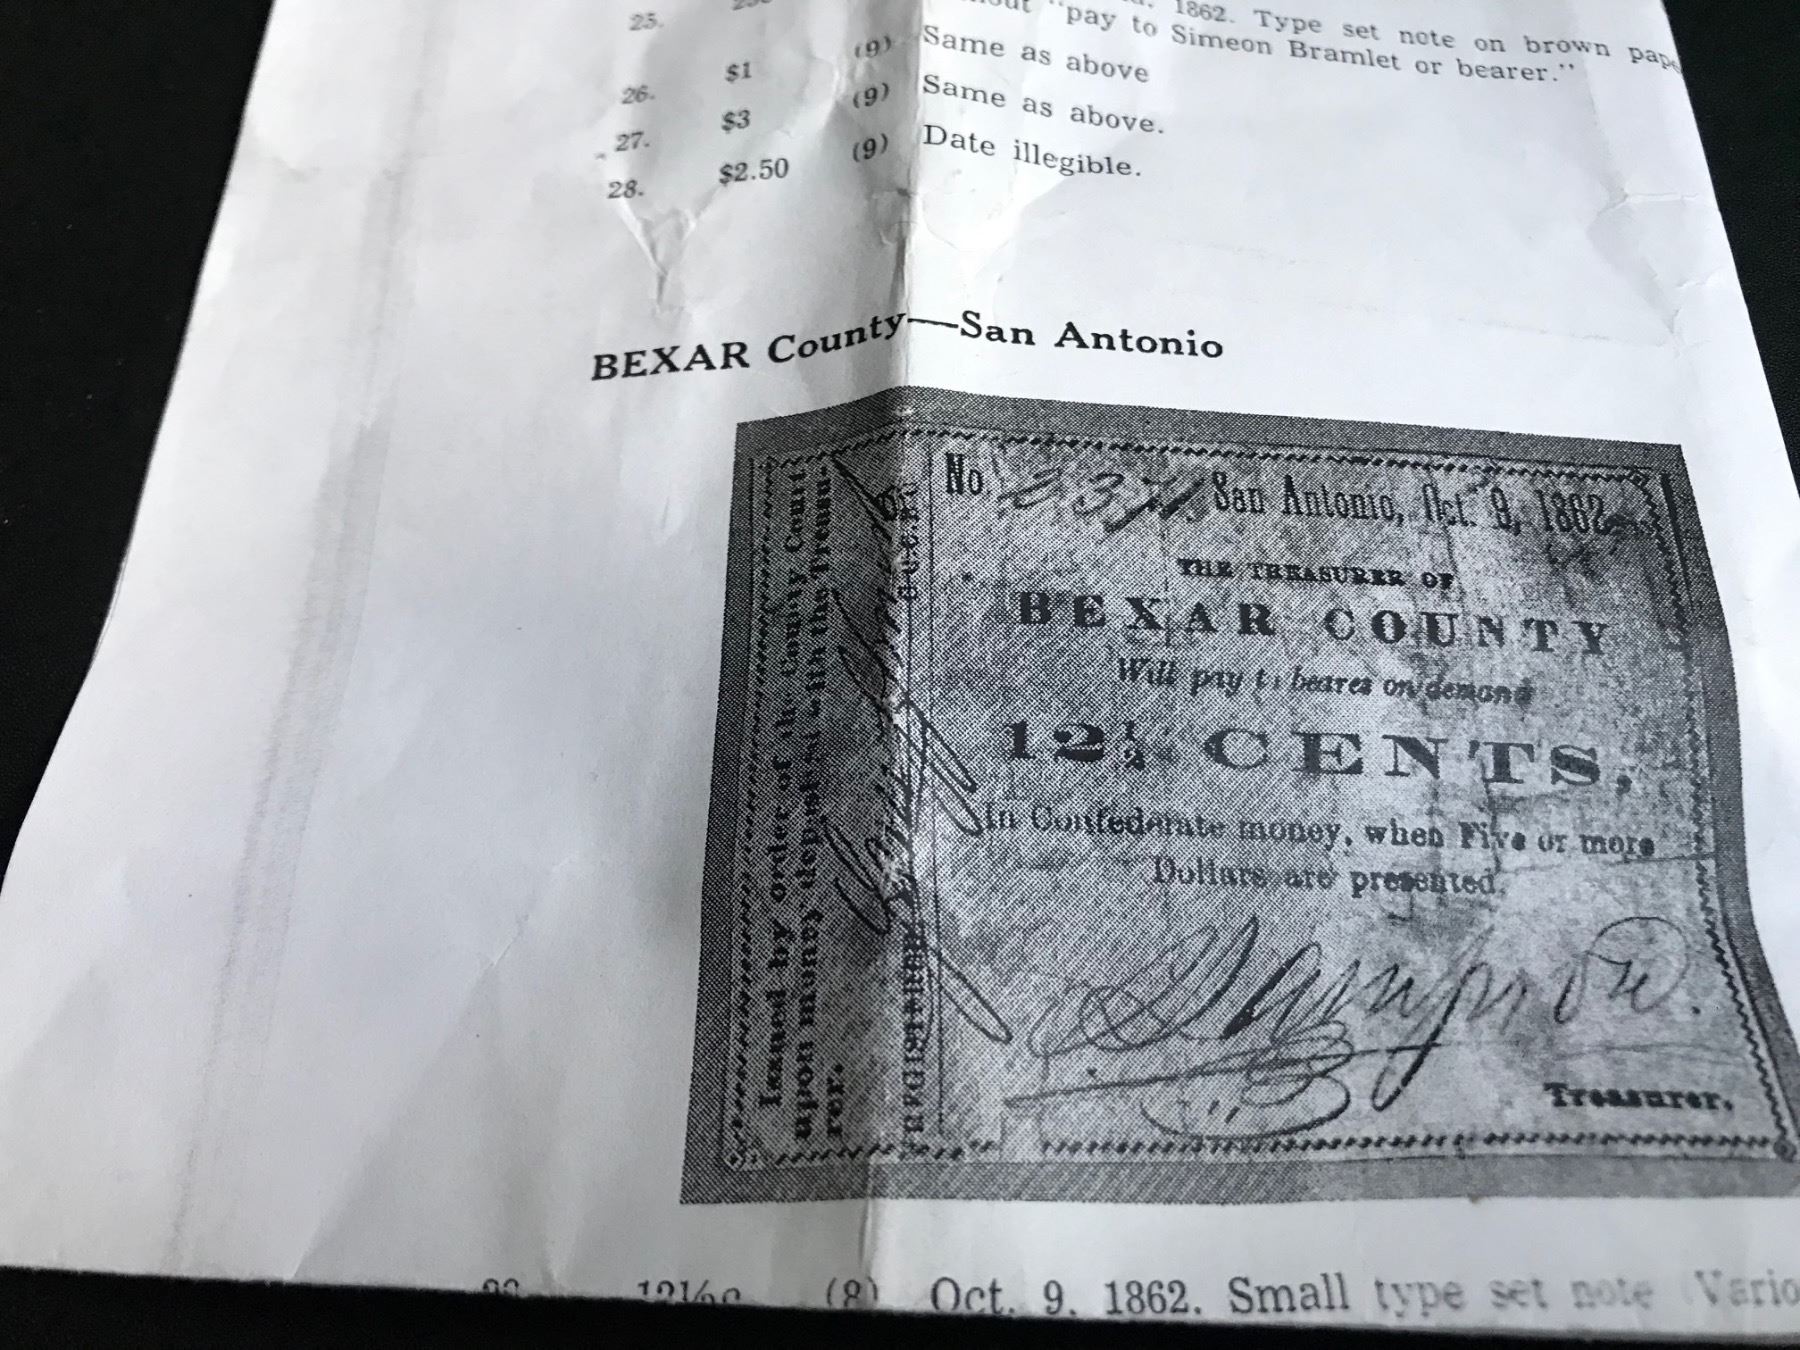 1862. Type set note on brown
25.
"pay to Simeon Bramlet or bearer."
26. $1 (9) Same as above
27. $3 (9) Same as above.
28. $2.50 (9) Date illegible.
BEXAR County—San Antonio
Issued by order of the County Court
upon money deposited with the Treasu-
rer.
REGISTERED
No. San Antonio, Oct. 9, 1862
THE TREASURER OF
BEXAR COUNTY
Will pay to bearer on demand
12½ CENTS,
In Confederate money, when Five or more
Dollars are presented.
Treasurer.
12½c (8) Oct. 9, 1862. Small type set note